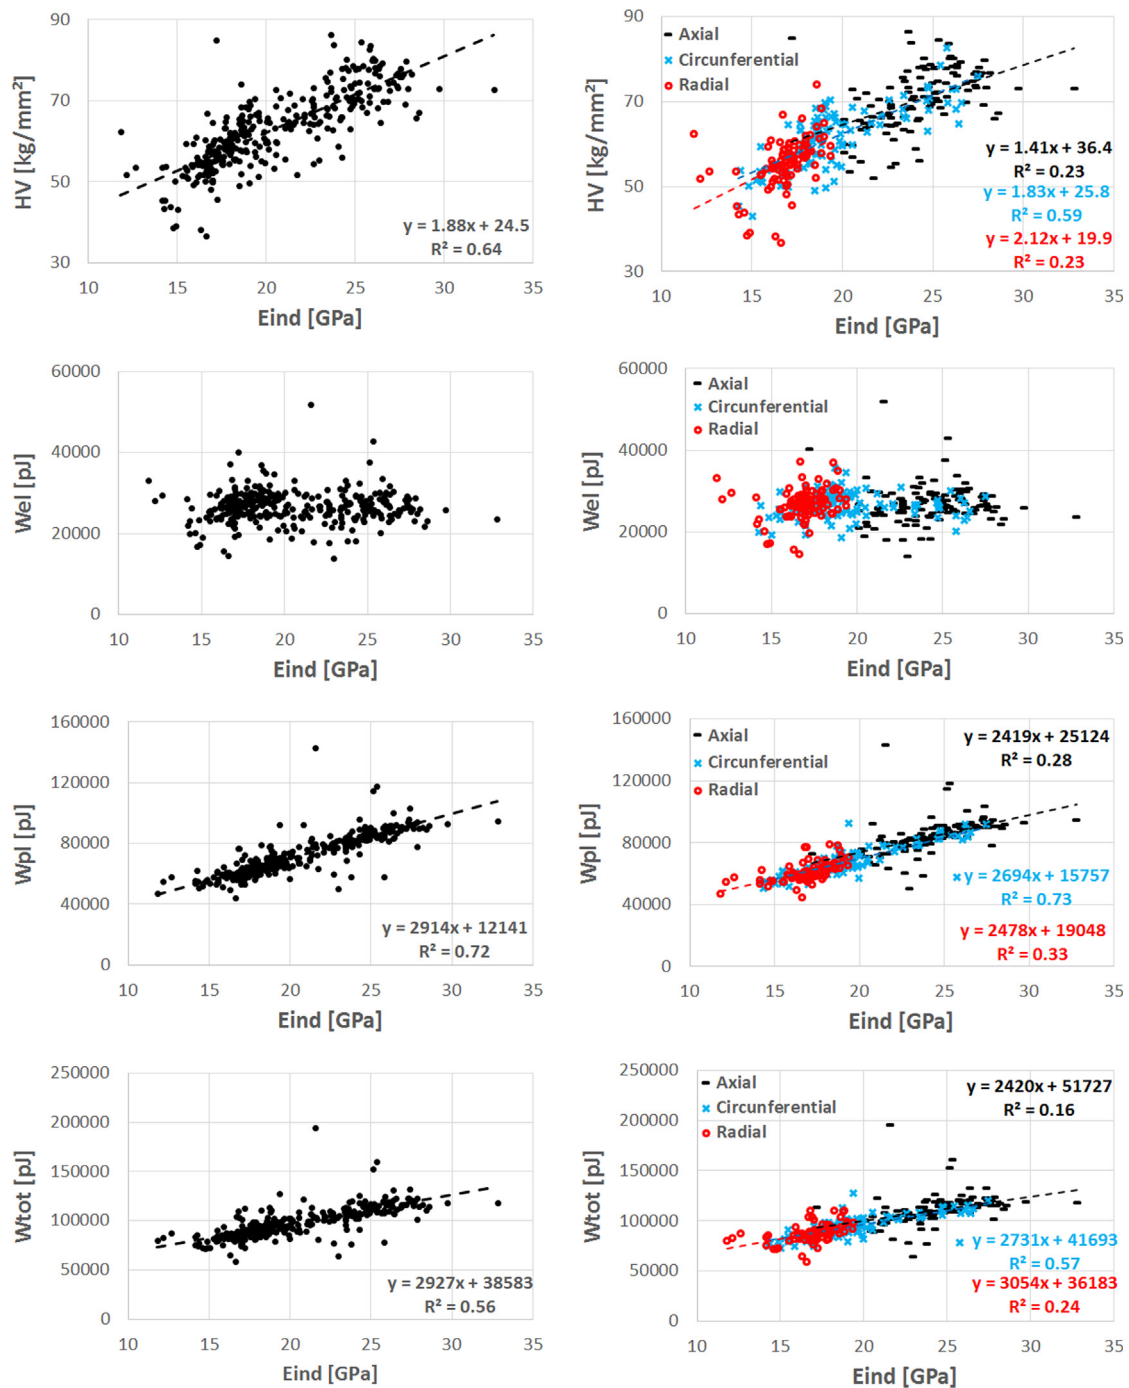 90
70
50
30
HV [kg/mm²]
y = 1.88x + 24.5
R² = 0.64
10 15 20 25 30 35
Eind [GPa]
90
70
50
30
HV [kg/mm²]
Axial
Circunferential
Radial
y = 1.41x + 36.4
R² = 0.23
y = 1.83x + 25.8
R² = 0.59
y = 2.12x + 19.9
R² = 0.23
10 15 20 25 30 35
Eind [GPa]
60000
40000
20000
0
Wel [pJ]
10 15 20 25 30 35
Eind [GPa]
60000
40000
20000
0
Wel [pJ]
Axial
Circunferential
Radial
10 15 20 25 30 35
Eind [GPa]
160000
120000
80000
40000
0
Wpl [pJ]
y = 2914x + 12141
R² = 0.72
10 15 20 25 30 35
Eind [GPa]
160000
120000
80000
40000
0
Wpl [pJ]
Axial
Circunferential
Radial
y = 2419x + 25124
R² = 0.28
y = 2694x + 15757
R² = 0.73
y = 2478x + 19048
R² = 0.33
10 15 20 25 30 35
Eind [GPa]
250000
200000
150000
100000
50000
0
Wtot [pJ]
y = 2927x + 38583
R² = 0.56
10 15 20 25 30 35
Eind [GPa]
250000
200000
150000
100000
50000
0
Wtot [pJ]
Axial
Circunferential
Radial
y = 2420x + 51727
R² = 0.16
y = 2731x + 41693
R² = 0.57
y = 3054x + 36183
R² = 0.24
10 15 20 25 30 35
Eind [GPa]